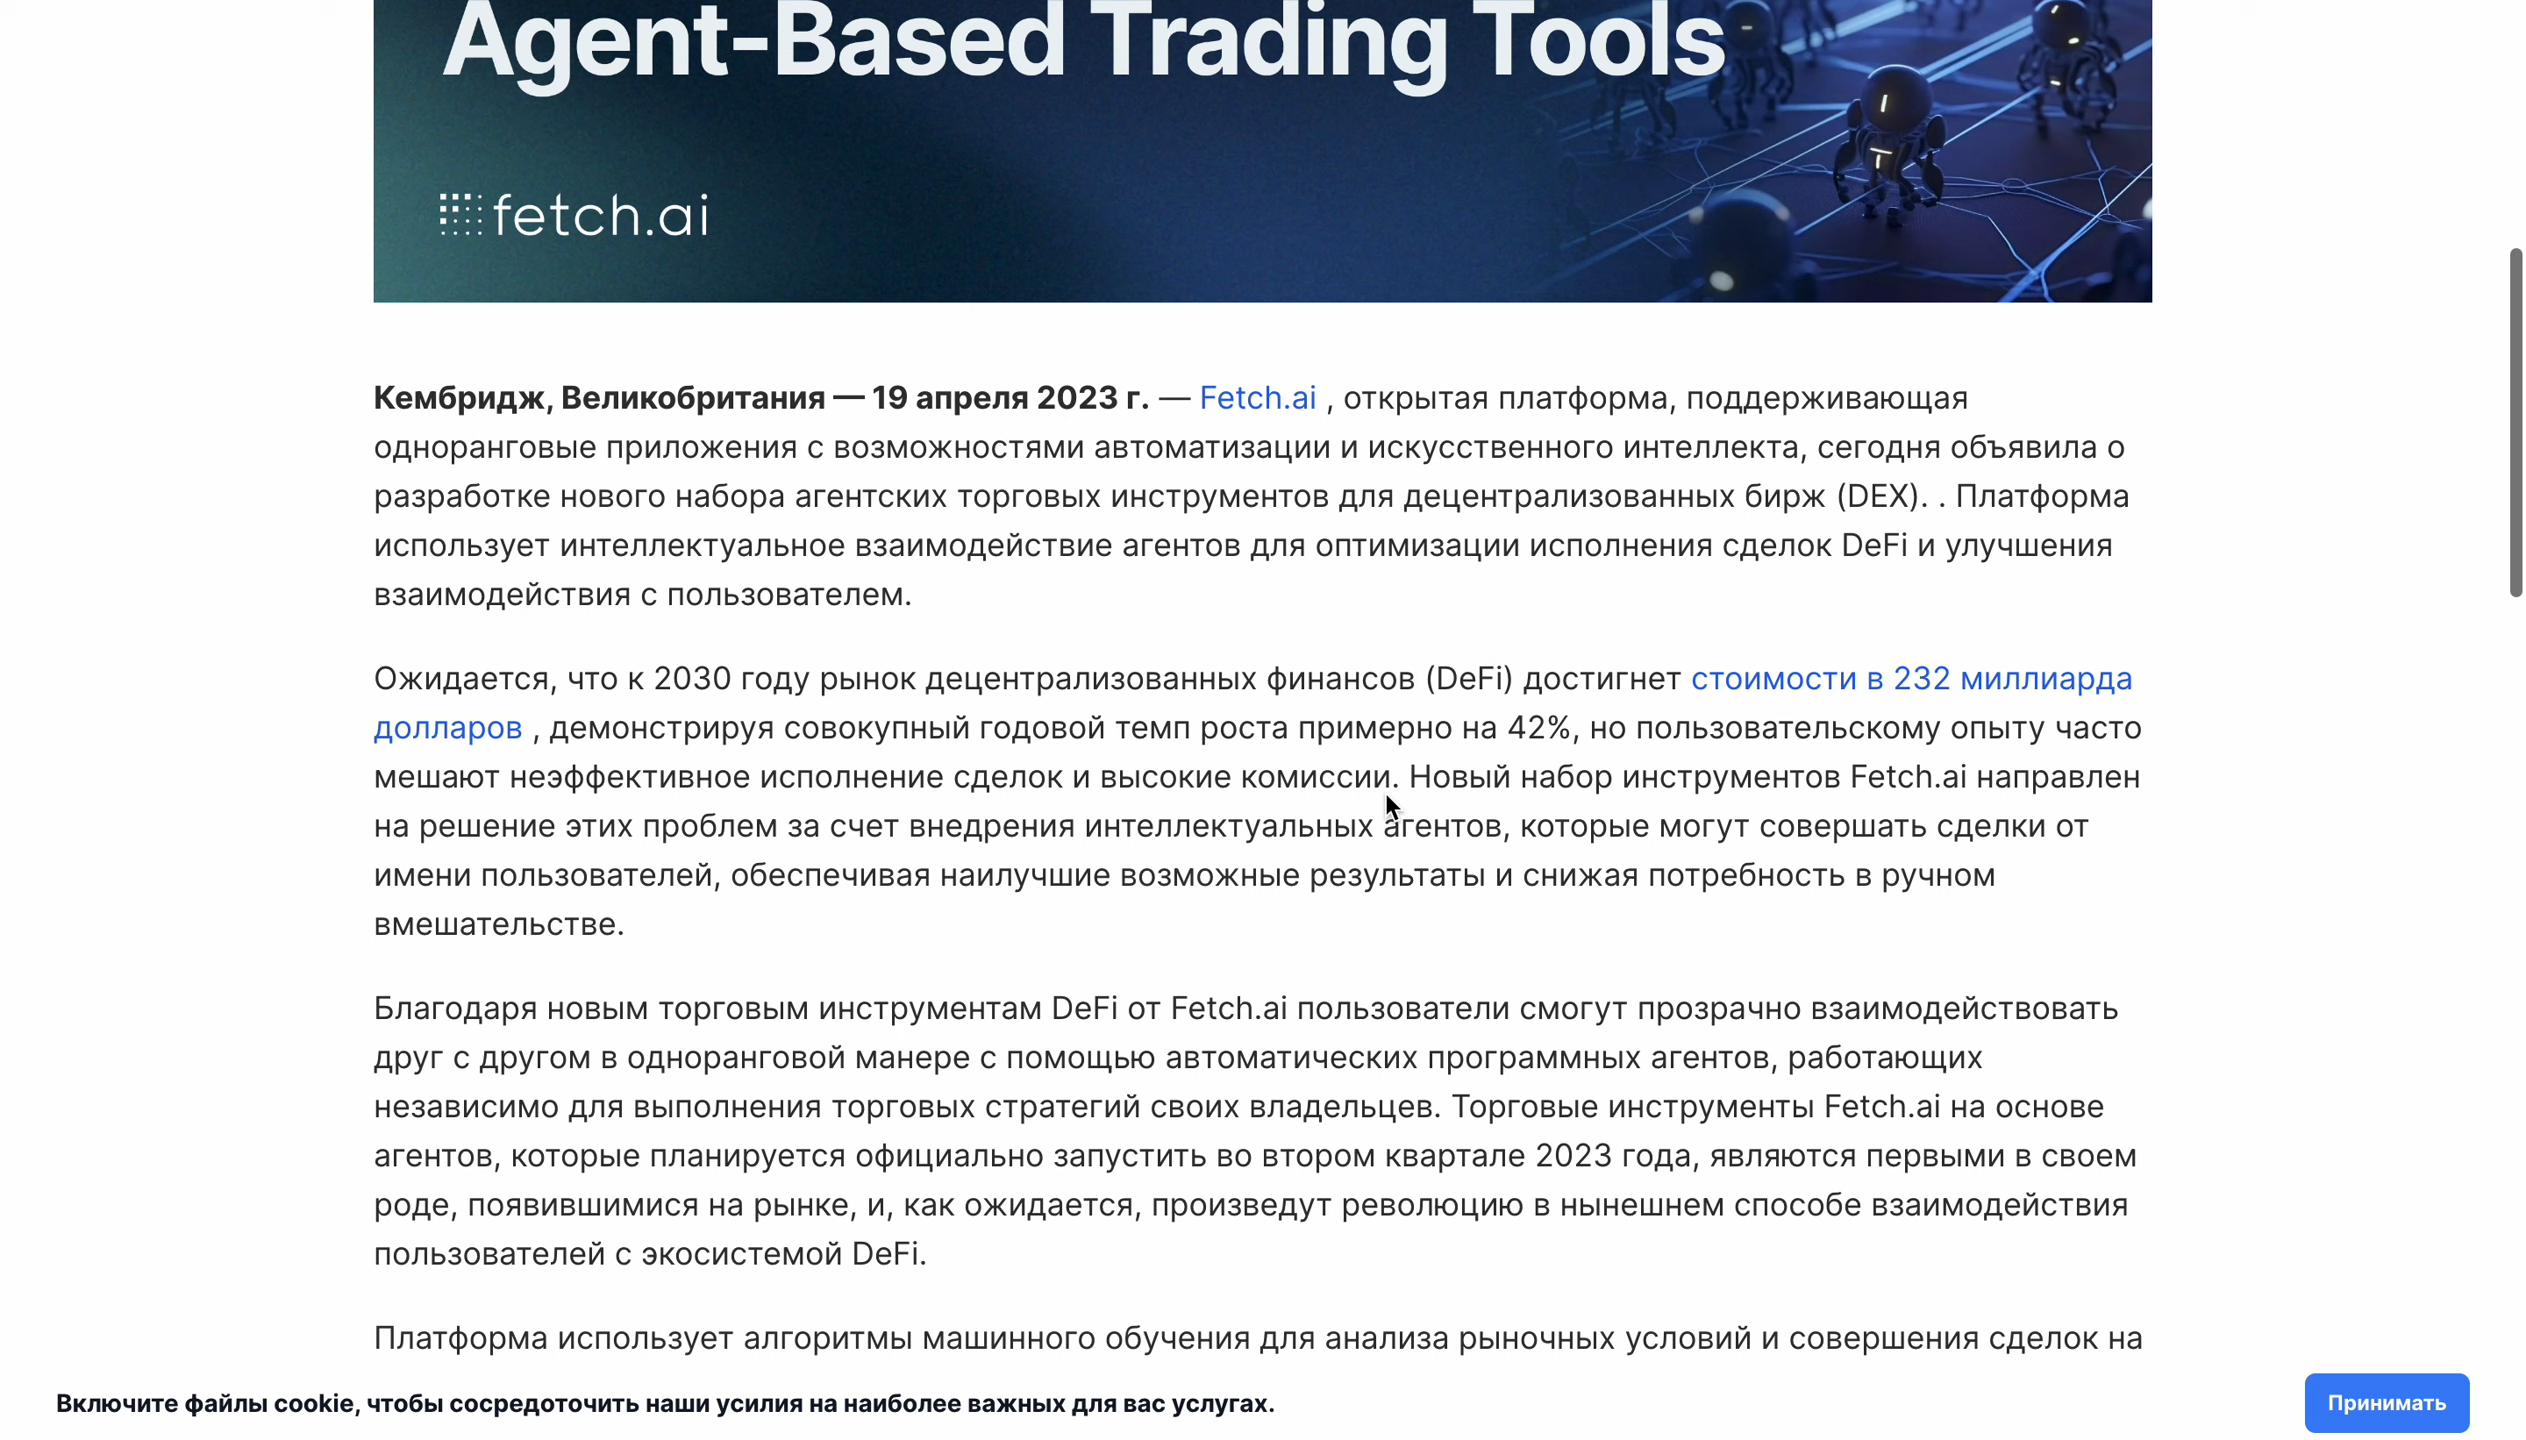 Agent-Based Trading Tools
fetch.ai
Кембридж, Великобритания — 19 апреля 2023 г. — Fetch.ai , открытая платформа, поддерживающая
одноранговые приложения с возможностями автоматизации и искусственного интеллекта, сегодня объявила о
разработке нового набора агентских торговых инструментов для децентрализованных бирж (DEX). . Платформа
использует интеллектуальное взаимодействие агентов для оптимизации исполнения сделок DeFi и улучшения
взаимодействия с пользователем.
Ожидается, что к 2030 году рынок децентрализованных финансов (DeFi) достигнет стоимости в 232 миллиарда
долларов , демонстрируя совокупный годовой темп роста примерно на 42%, но пользовательскому опыту часто
мешают неэффективное исполнение сделок и высокие комиссии. Новый набор инструментов Fetch.ai направлен
на решение этих проблем за счет внедрения интеллектуальных агентов, которые могут совершать сделки от
имени пользователей, обеспечивая наилучшие возможные результаты и снижая потребность в ручном
вмешательстве.
Благодаря новым торговым инструментам DeFi от Fetch.ai пользователи смогут прозрачно взаимодействовать
друг с другом в одноранговой манере с помощью автоматических программных агентов, работающих
независимо для выполнения торговых стратегий своих владельцев. Торговые инструменты Fetch.ai на основе
агентов, которые планируется официально запустить во втором квартале 2023 года, являются первыми в своем
роде, появившимися на рынке, и, как ожидается, произведут революцию в нынешнем способе взаимодействия
пользователей с экосистемой DeFi.
Платформа использует алгоритмы машинного обучения для анализа рыночных условий и совершения сделок на
Включите файлы cookie, чтобы сосредоточить наши усилия на наиболее важных для вас услугах.
Принимать